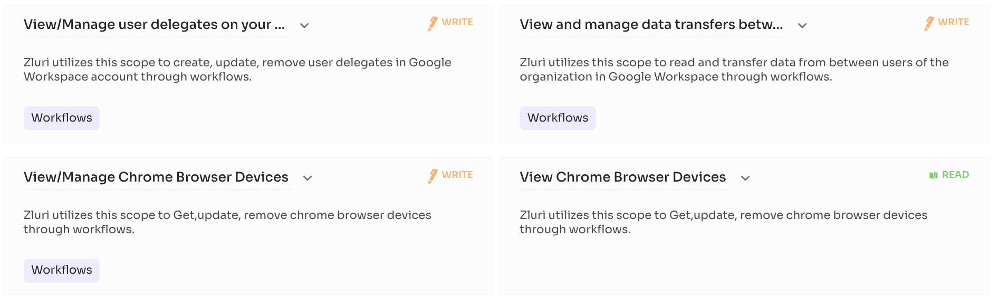 View/Manage user delegates on your ...
WRITE
Zluri utilizes this scope to create, update, remove user delegates in Google
Workspace account through workflows.
Workflows
View and manage data transfers betw...
WRITE
Zluri utilizes this scope to read and transfer data from between users of the
organization in Google Workspace through workflows.
Workflows
View/Manage Chrome Browser Devices
WRITE
Zluri utilizes this scope to Get,update, remove chrome browser devices
through workflows.
Workflows
View Chrome Browser Devices
READ
Zluri utilizes this scope to Get,update, remove chrome browser devices
through workflows.